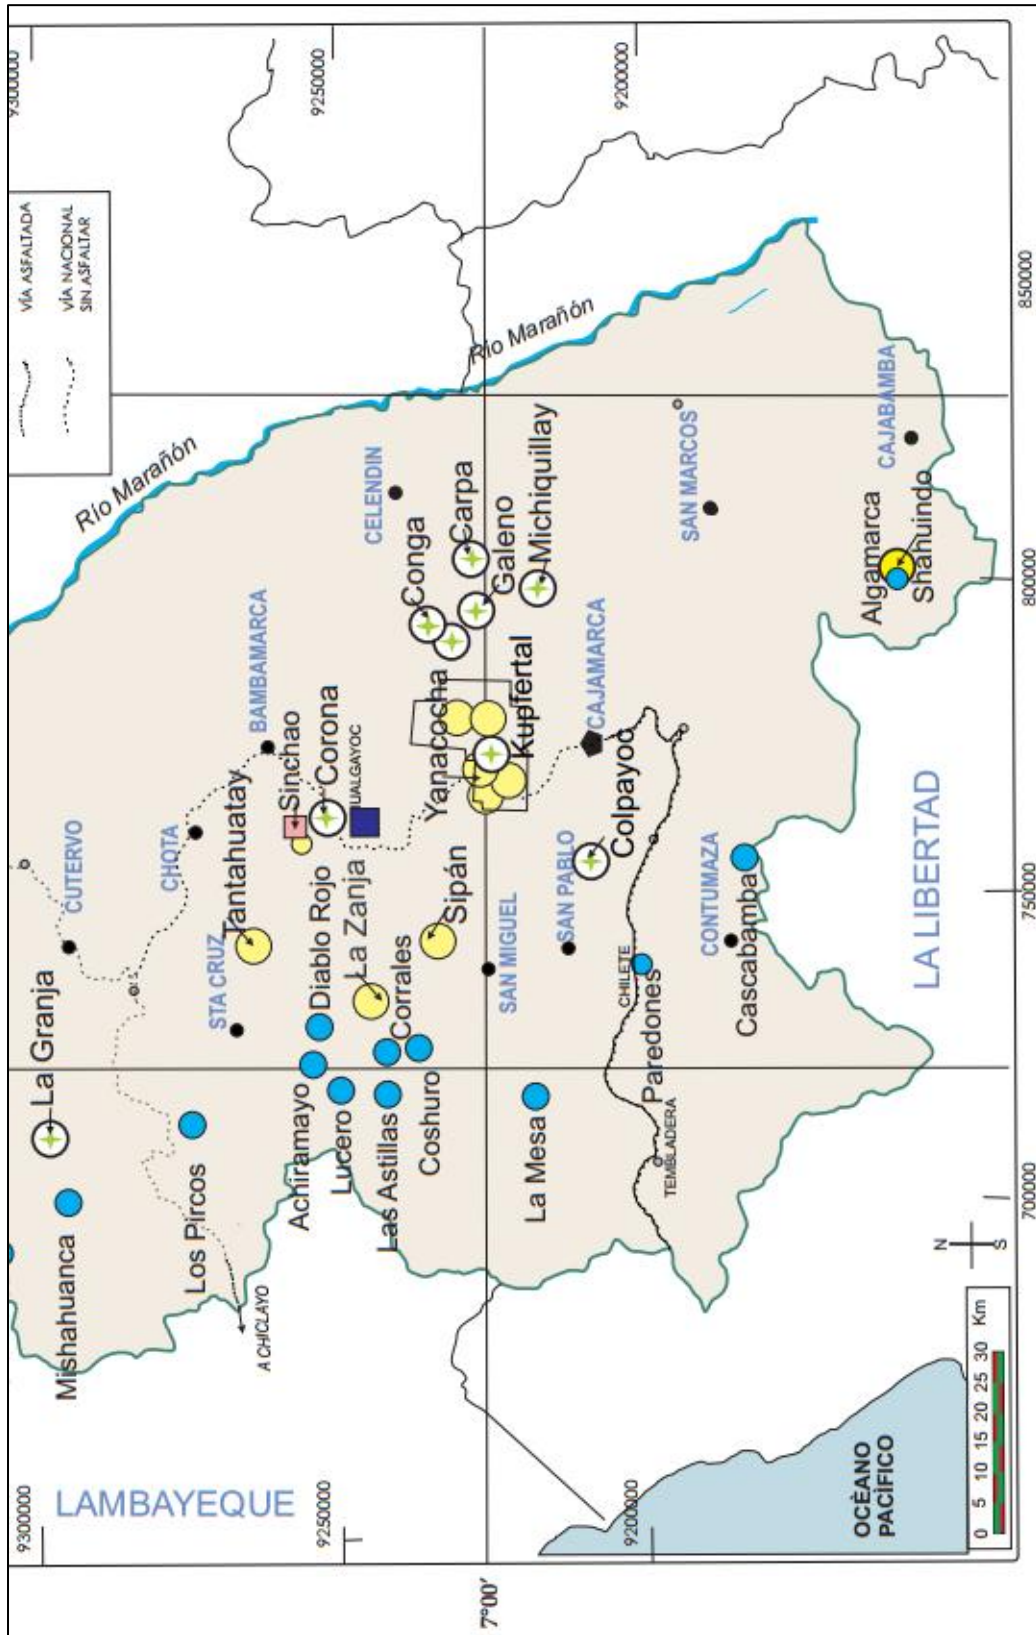 9300000
9250000
9200000
VÍA ASFALTADA
VÍA NACIONAL
SIN ASFALTAR
Río Marañón
Río Marañón
CUTERVO
La Granja
Mishuanca
CHOTA
BAMBAMARCA
Los Pircos
STA CRUZ
Tantahuatay
Sinchao
Corona
UALGAYOC
CELENDIN
A CHICLAYO
Achiramayo
Diablo Rojo
Lucero
La Zanja
Las Astillas
Corrales
Coshuro
Sipán
Conga
Carpa
Galeno
Michiquillay
Yanacocha
Kupfertal
SAN MIGUEL
La Mesa
SAN PABLO
Colpayoc
CAJAMARCA
SAN MARCOS
CHILETE
Paredones
TEMBLADERA
CONTUMAZA
Cascabamba
CAJABAMBA
Algamarca
Shahuindo
LAMBAYEQUE
LA LIBERTAD
OCÈANO
PACÍFICO
9300000
9250000
7°00'
9200000
N
S
0 5 10 15 20 25 30 Km
700000
750000
800000
850000